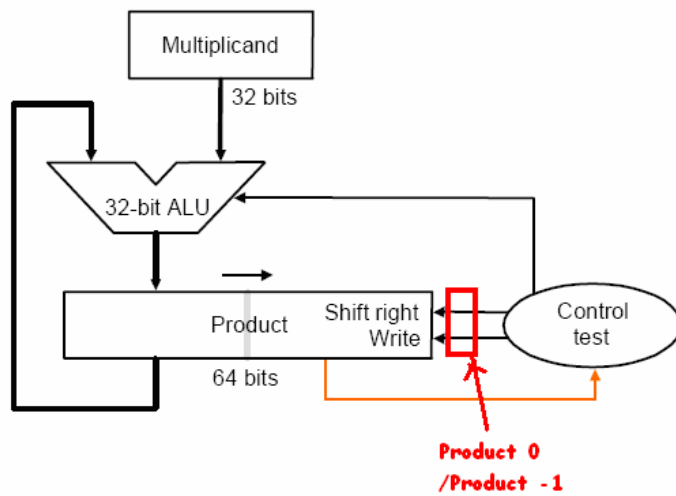 Multiplicand
32 bits
32-bit ALU
Product
Shift right
Write
64 bits
Control
test
Product 0
/Product -1